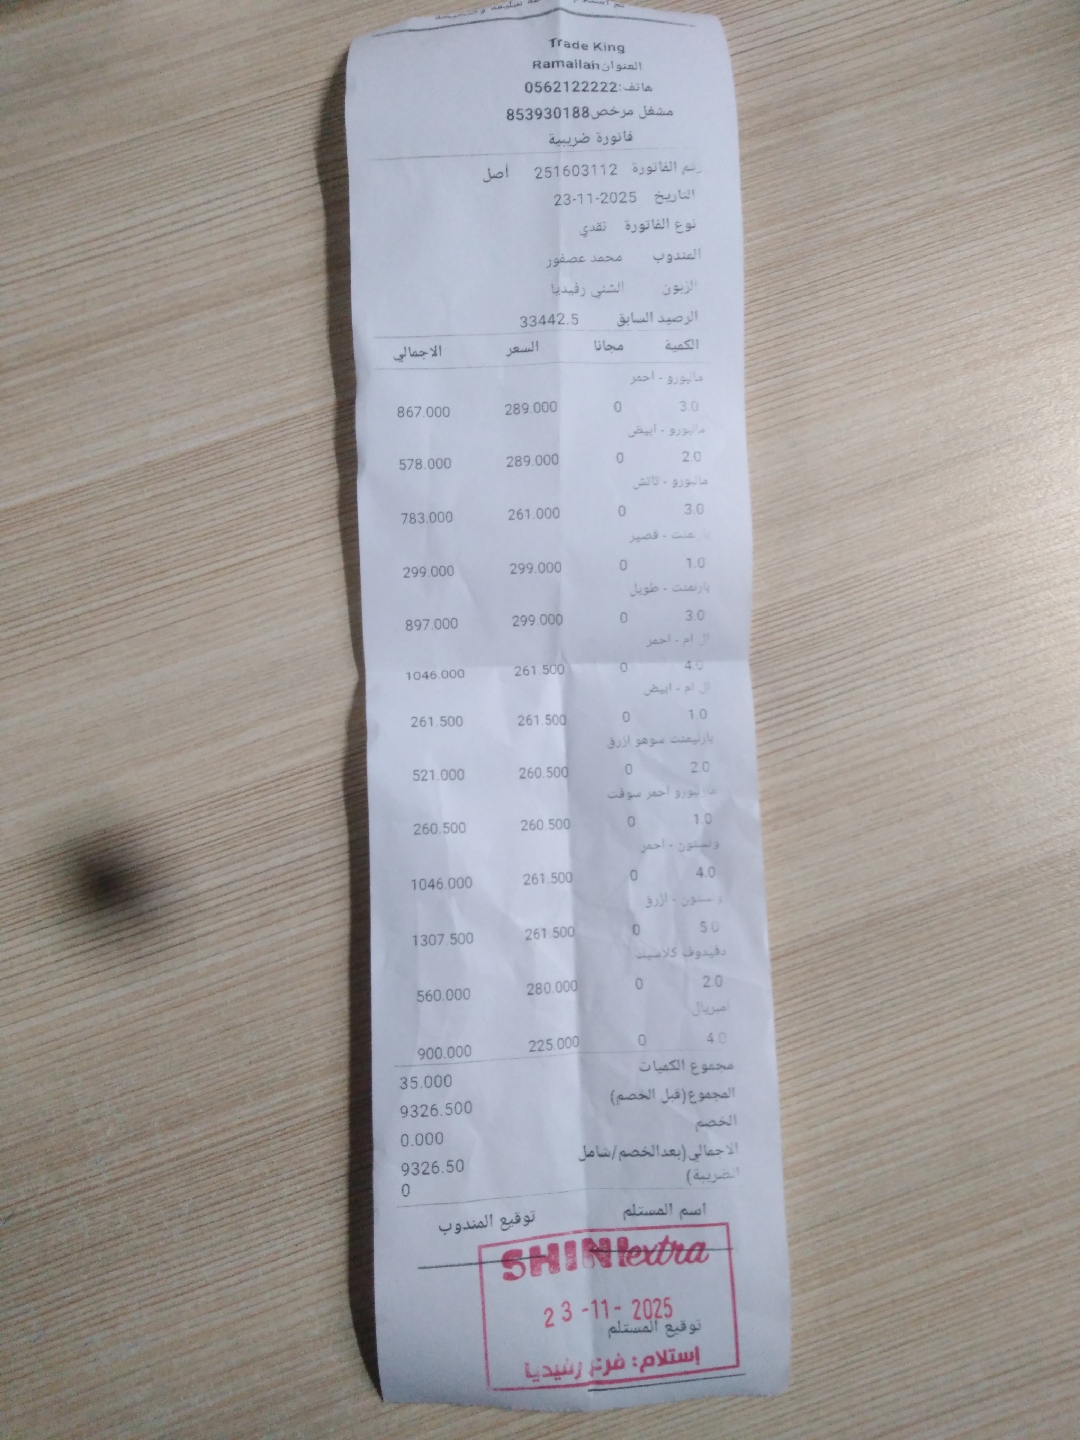 Trade King
العنوان Ramallah
هاتف: 0562122222
مشغل مرخص 853930188
فاتورة ضريبية
رقم الفاتورة 251603112 أصل
التاريخ 23-11-2025
نوع الفاتورة نقدي
المندوب محمد عصفور
الزبون الشني رفيديا
الرصيد السابق 33442.5
الكمية مجانا السعر الاجمالي
مالبورو - احمر
3.0 0 289.000 867.000
مالبورو - ابيض
2.0 0 289.000 578.000
مالبورو - تاتش
3.0 0 261.000 783.000
- قصير
1.0 0 299.000 299.000
بارلمنت - طويل
3.0 0 299.000 897.000
ال ام - احمر
4.0 0 261.500 1046.000
ال ام - ابيض
1.0 0 261.500 261.500
بارليمنت سوهو ازرق
2.0 0 260.500 521.000
مارلبورو احمر سوفت
1.0 0 260.500 260.500
ونستون - احمر
4.0 0 261.500 1046.000
ونستون - ازرق
5.0 0 261.500 1307.500
دفيدوف كلاسيك
2.0 0 280.000 560.000
امبريال
4.0 0 225.000 900.000
مجموع الكميات 35.000
المجموع(قبل الخصم) 9326.500
الخصم 0.000
الاجمالي(بعدالخصم/شامل الضريبة) 9326.500
اسم المستلم توقيع المندوب
SHINI extra
23-11-2025
توقيع المستلم
إستلام: فرع رفيديا